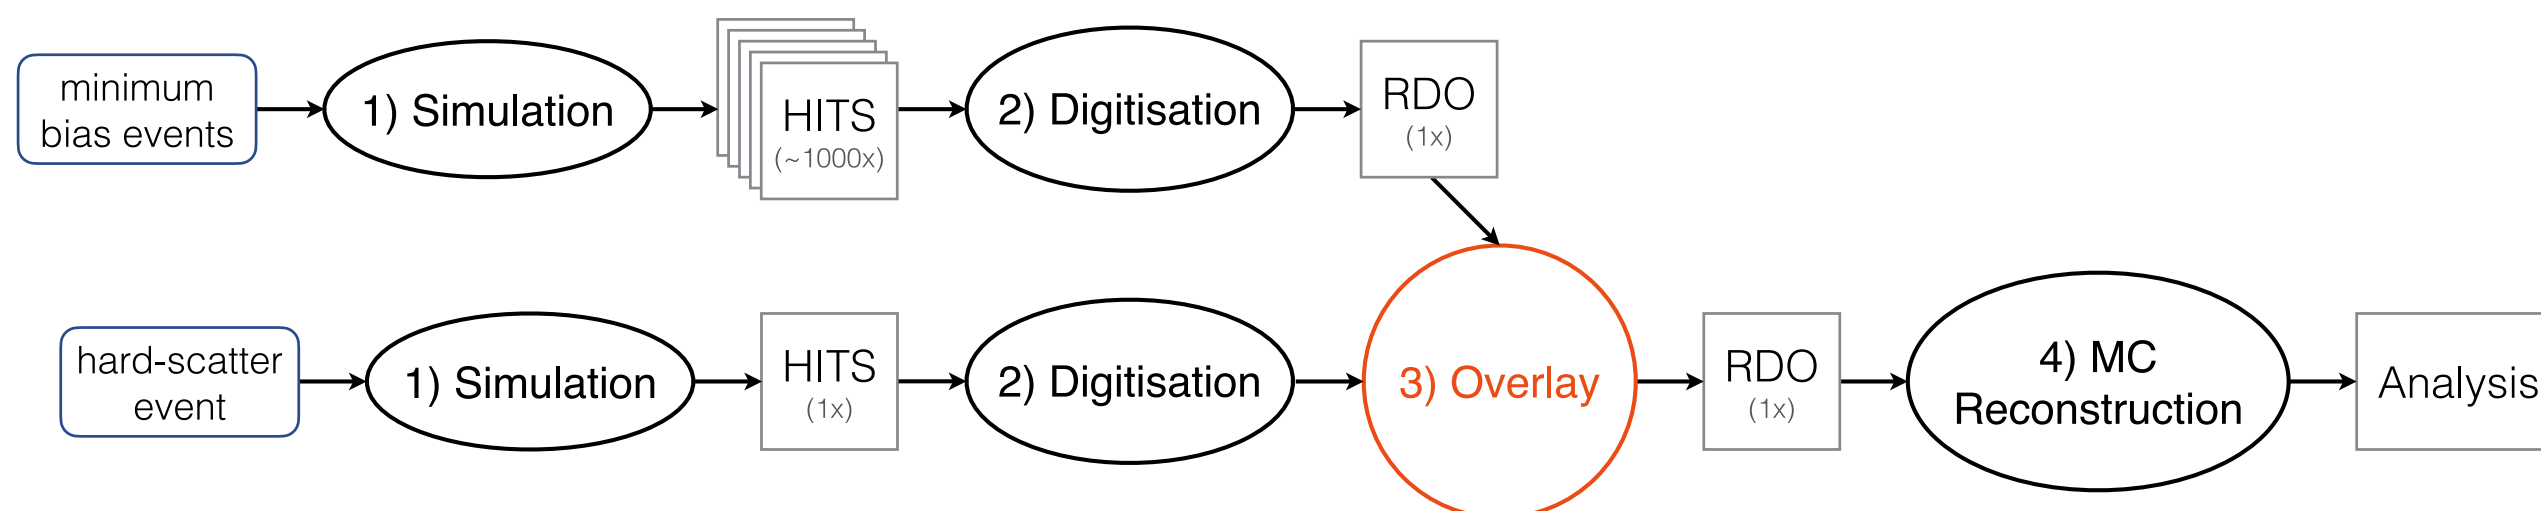 minimum
bias events
1) Simulation
HITS
(~1000x)
2) Digitisation
RDO
(1x)
hard-scatter
event
1) Simulation
HITS
(1x)
2) Digitisation
3) Overlay
RDO
(1x)
4) MC
Reconstruction
Analysis